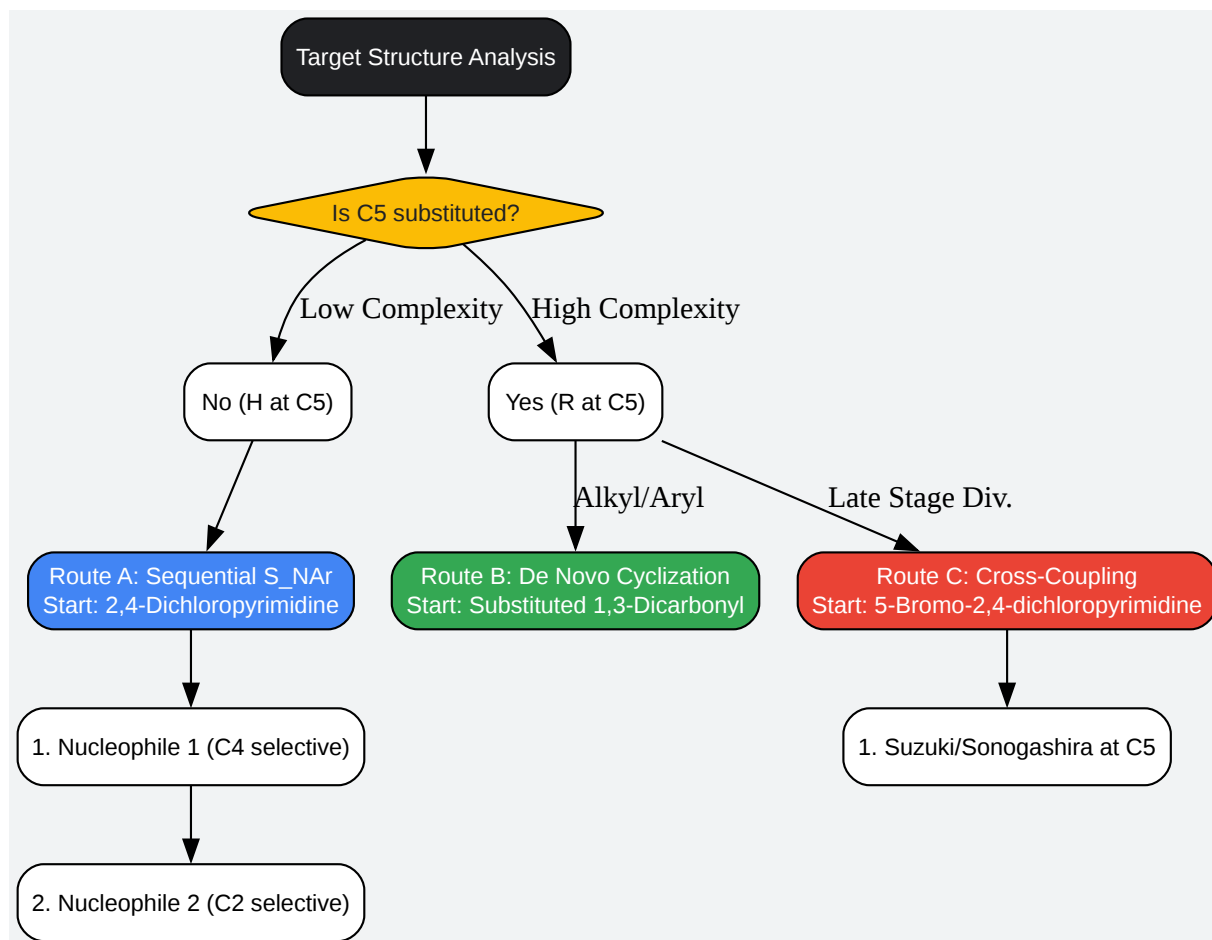 Target Structure Analysis
Is C5 substituted?
Low Complexity
High Complexity
No (H at C5)
Yes (R at C5)
Alkyl/Aryl
Late Stage Div.
Route A: Sequential S_NAr
Start: 2,4-Dichloropyrimidine
Route B: De Novo Cyclization
Start: Substituted 1,3-Dicarbonyl
Route C: Cross-Coupling
Start: 5-Bromo-2,4-dichloropyrimidine
1. Nucleophile 1 (C4 selective)
1. Suzuki/Sonogashira at C5
2. Nucleophile 2 (C2 selective)